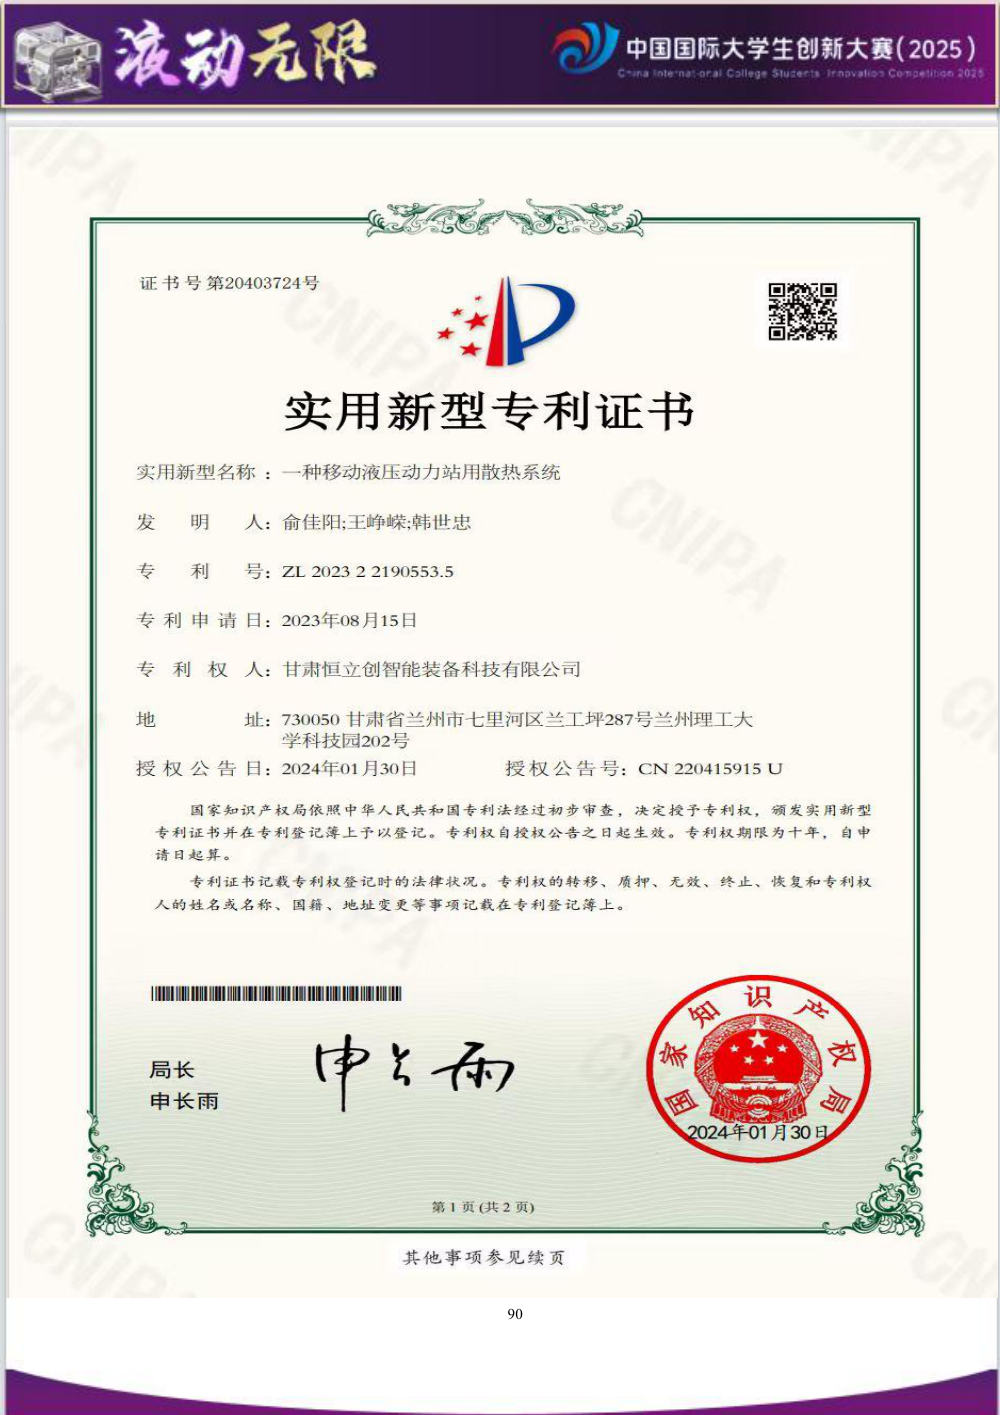 液动无限
中国国际大学生创新大赛(2025)
China International College Students' Innovation Competition 2025
证书号第20403724号
实用新型专利证书
实用新型名称：一种移动液压动力站用散热系统
发明人：俞佳阳;王峥嵘;韩世忠
专利号：ZL 2023 2 2190553.5
专利申请日：2023年08月15日
专利权人：甘肃恒立创智能装备科技有限公司
地址：730050 甘肃省兰州市七里河区兰工坪287号兰州理工大
学科技园202号
授权公告日：2024年01月30日 授权公告号：CN 220415915 U
国家知识产权局依照中华人民共和国专利法经过初步审查，决定授予专利权，颁发实用新型
专利证书并在专利登记簿上予以登记。专利权自授权公告之日起生效。专利权期限为十年，自申
请日起算。
专利证书记载专利权登记时的法律状况。专利权的转移、质押、无效、终止、恢复和专利权
人的姓名或名称、国籍、地址变更等事项记载在专利登记簿上。
局长
申长雨
申长雨
国家知识产权局
2024年01月30日
第 1 页 (共 2 页)
其他事项参见续页
90
CNIPA